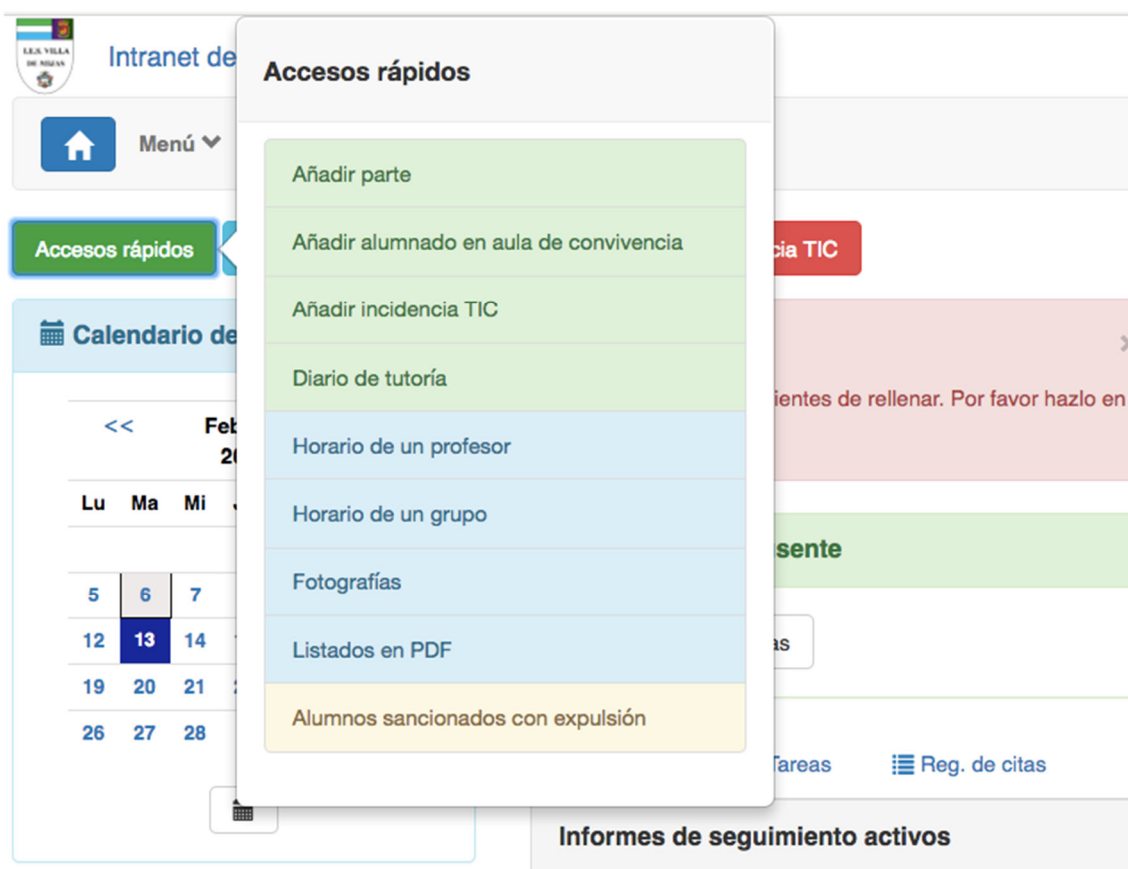 I.E.S. VILLA
DE MIJAS
Intranet de
Accesos rápidos
Menú
Accesos rápidos
Añadir parte
Añadir alumnado en aula de convivencia
Añadir incidencia TIC
Diario de tutoría
Horario de un profesor
Horario de un grupo
Fotografías
Listados en PDF
Alumnos sancionados con expulsión
cia TIC
Calendario de
ientes de rellenar. Por favor hazlo en
<< Feb
20
Lu Ma Mi
5 6 7
12 13 14
19 20 21
26 27 28
sente
as
Tareas
Reg. de citas
Informes de seguimiento activos